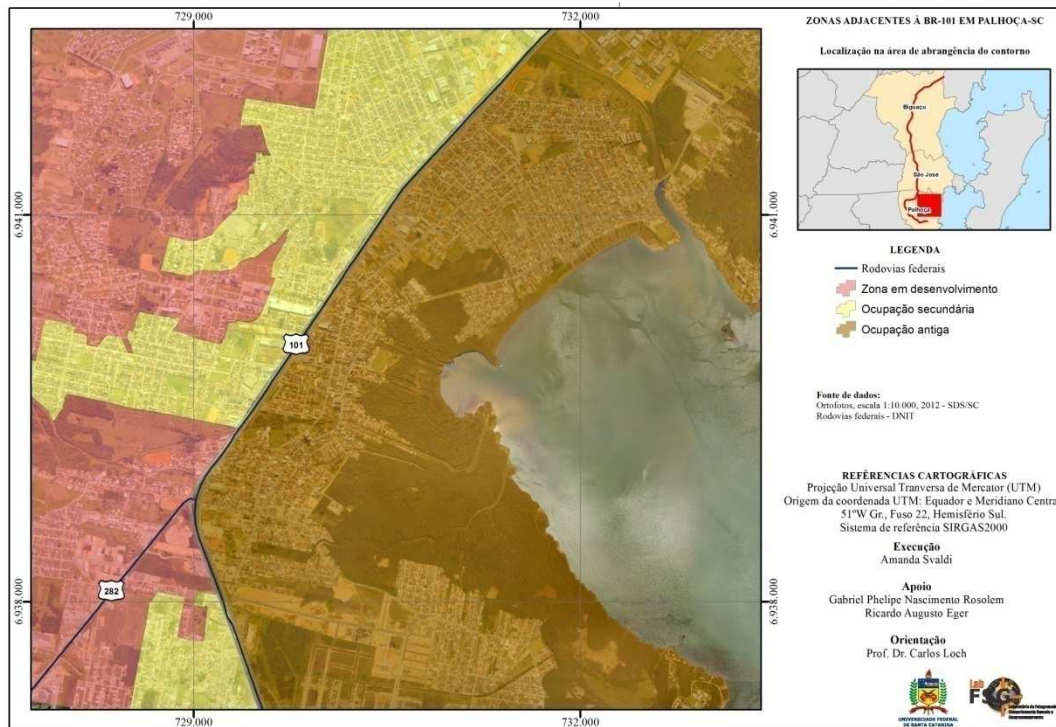 729.000
732.000
6.941.000
6.941.000
101
282
6.938.000
6.938.000
729.000
732.000
ZONAS ADJACENTES À BR-101 EM PALHOÇA-SC
Localização na área de abrangência do contorno
Biguaçu
São José
Palhoça
LEGENDA
Rodovias federais
Zona em desenvolvimento
Ocupação secundária
Ocupação antiga
Fonte de dados:
Ortofotos, escala 1:10.000, 2012 - SDS/SC
Rodovias federais - DNIT
REFÊRENCIAS CARTOGRÁFICAS
Projeção Universal Tranversa de Mercator (UTM)
Origem da coordenada UTM: Equador e Meridiano Centra
51ºW Gr., Fuso 22, Hemisfério Sul.
Sistema de referência SIRGAS2000
Execução
Amanda Svaldi
Apoio
Gabriel Phelipe Nascimento Rosolem
Ricardo Augusto Eger
Orientação
Prof. Dr. Carlos Loch
UNIVERSIDADE FEDERAL
DE SANTA CATARINA
Lab
FSG